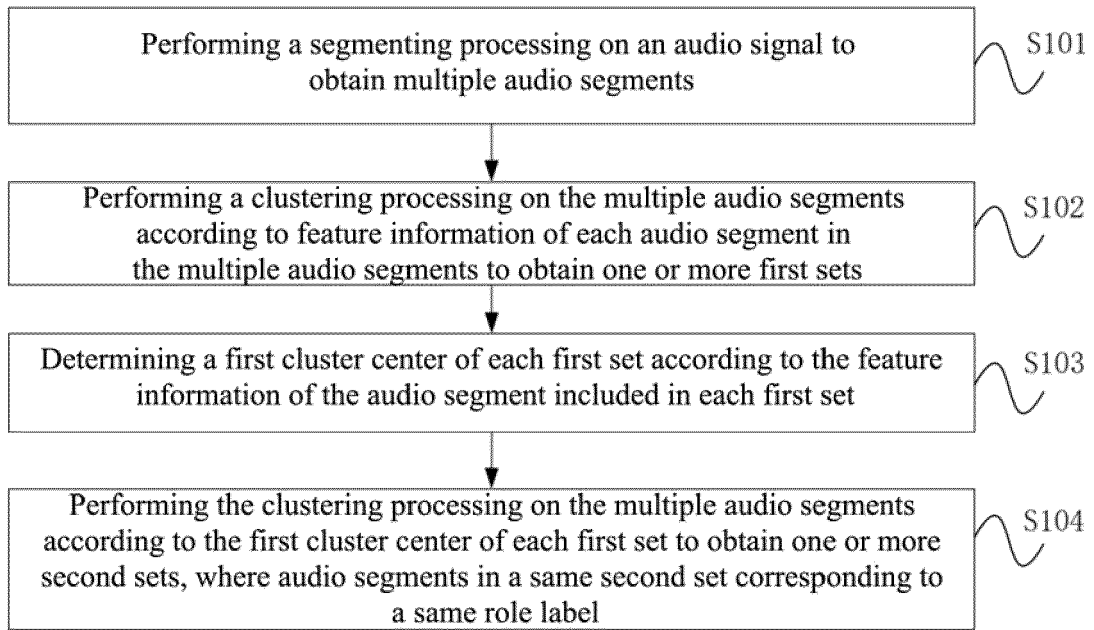 Performing a segmenting processing on an audio signal to
obtain multiple audio segments
S101
Performing a clustering processing on the multiple audio segments
according to feature information of each audio segment in
the multiple audio segments to obtain one or more first sets
S102
Determining a first cluster center of each first set according to the feature
information of the audio segment included in each first set
S103
Performing the clustering processing on the multiple audio segments
according to the first cluster center of each first set to obtain one or more
second sets, where audio segments in a same second set corresponding to
a same role label
S104